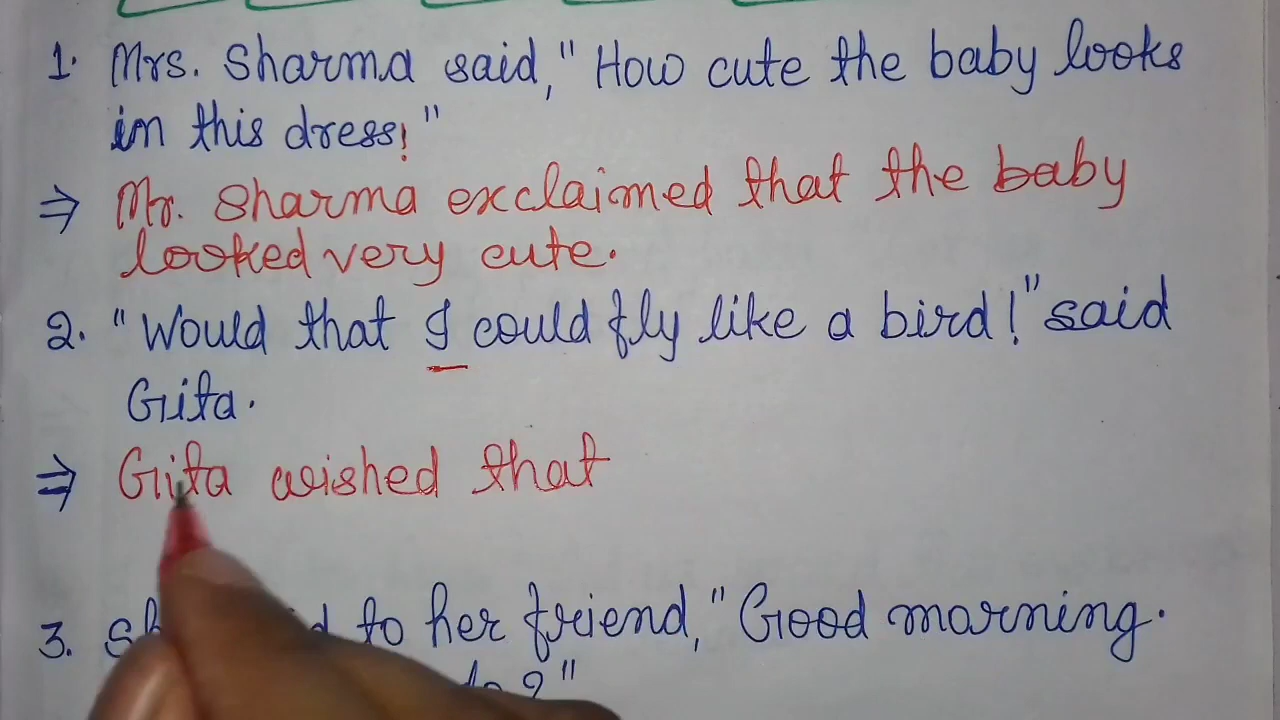 1. Mrs. Sharma said, "How cute the baby looks
in this dress!"
⇒ Mr. Sharma exclaimed that the baby
looked very cute.
2. "Would that I could fly like a bird!" said
Gita.
⇒ Gita wished that
3. to her friend, "Good morning.
do?"